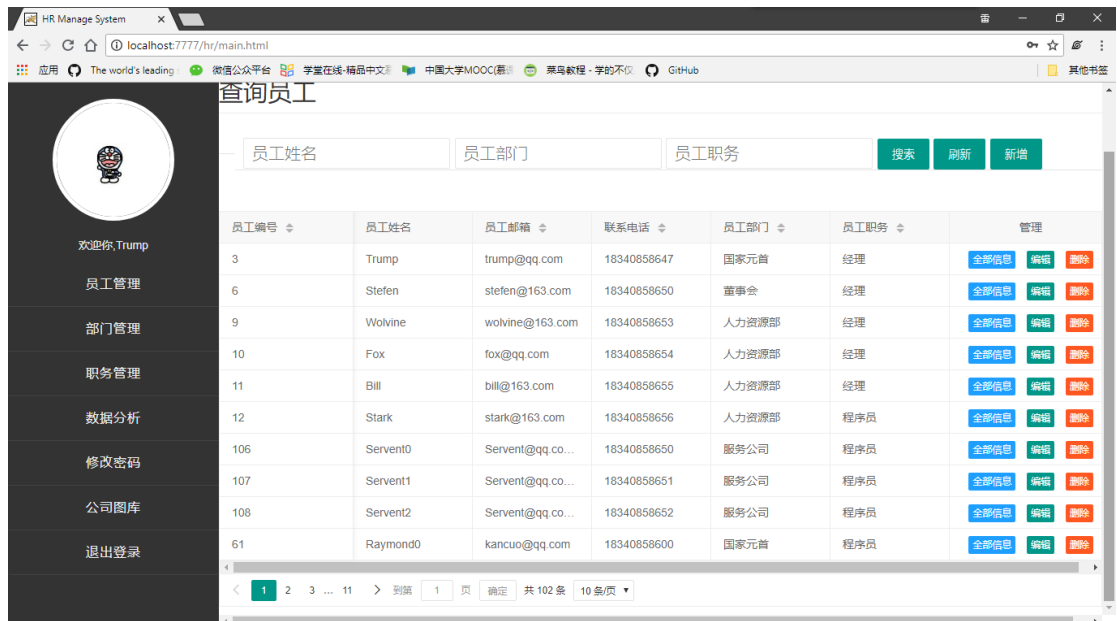 HR Manage System
localhost:7777/hr/main.html
应用 The world's leading 微信公众平台 学堂在线-精品中文 中国大学MOOC(慕 菜鸟教程 - 学的不仅 GitHub 其他书签
查询员工
员工姓名 员工部门 员工职务 搜索 刷新 新增
欢迎你,Trump
员工管理
部门管理
职务管理
数据分析
修改密码
公司图库
退出登录
员工编号 员工姓名 员工邮箱 联系电话 员工部门 员工职务 管理
3 Trump trump@qq.com 18340858647 国家元首 经理 全部信息 编辑 删除
6 Stefen stefen@163.com 18340858650 董事会 经理 全部信息 编辑 删除
9 Wolvine wolvine@163.com 18340858653 人力资源部 经理 全部信息 编辑 删除
10 Fox fox@qq.com 18340858654 人力资源部 经理 全部信息 编辑 删除
11 Bill bill@163.com 18340858655 人力资源部 经理 全部信息 编辑 删除
12 Stark stark@163.com 18340858656 人力资源部 程序员 全部信息 编辑 删除
106 Servent0 Servent@qq.co... 18340858650 服务公司 程序员 全部信息 编辑 删除
107 Servent1 Servent@qq.co... 18340858651 服务公司 程序员 全部信息 编辑 删除
108 Servent2 Servent@qq.co... 18340858652 服务公司 程序员 全部信息 编辑 删除
61 Raymond0 kancuo@qq.com 18340858600 国家元首 程序员 全部信息 编辑 删除
1 2 3 ... 11 到第 1 页 确定 共 102 条 10 条/页